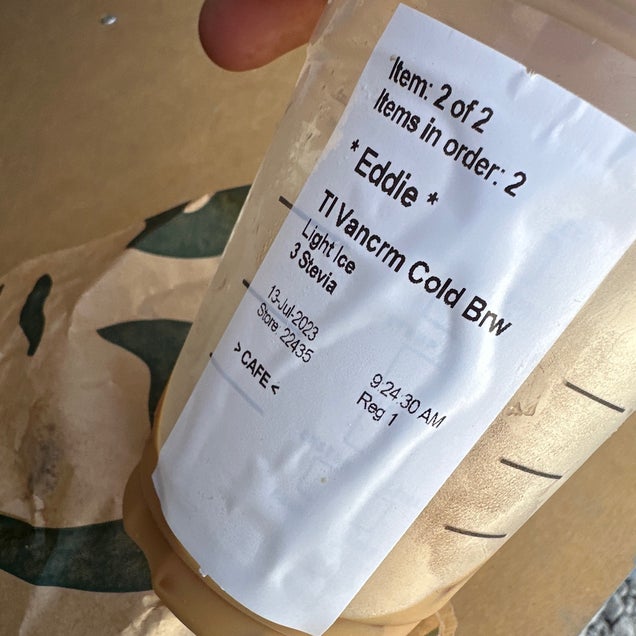 Item: 2 of 2
Items in order: 2
* Eddie *
Tl Vancrm Cold Brw
Light Ice
3 Stevia
13-Jul-2023 9:24:30 AM
Store 22435 Reg 1
> CAFE <